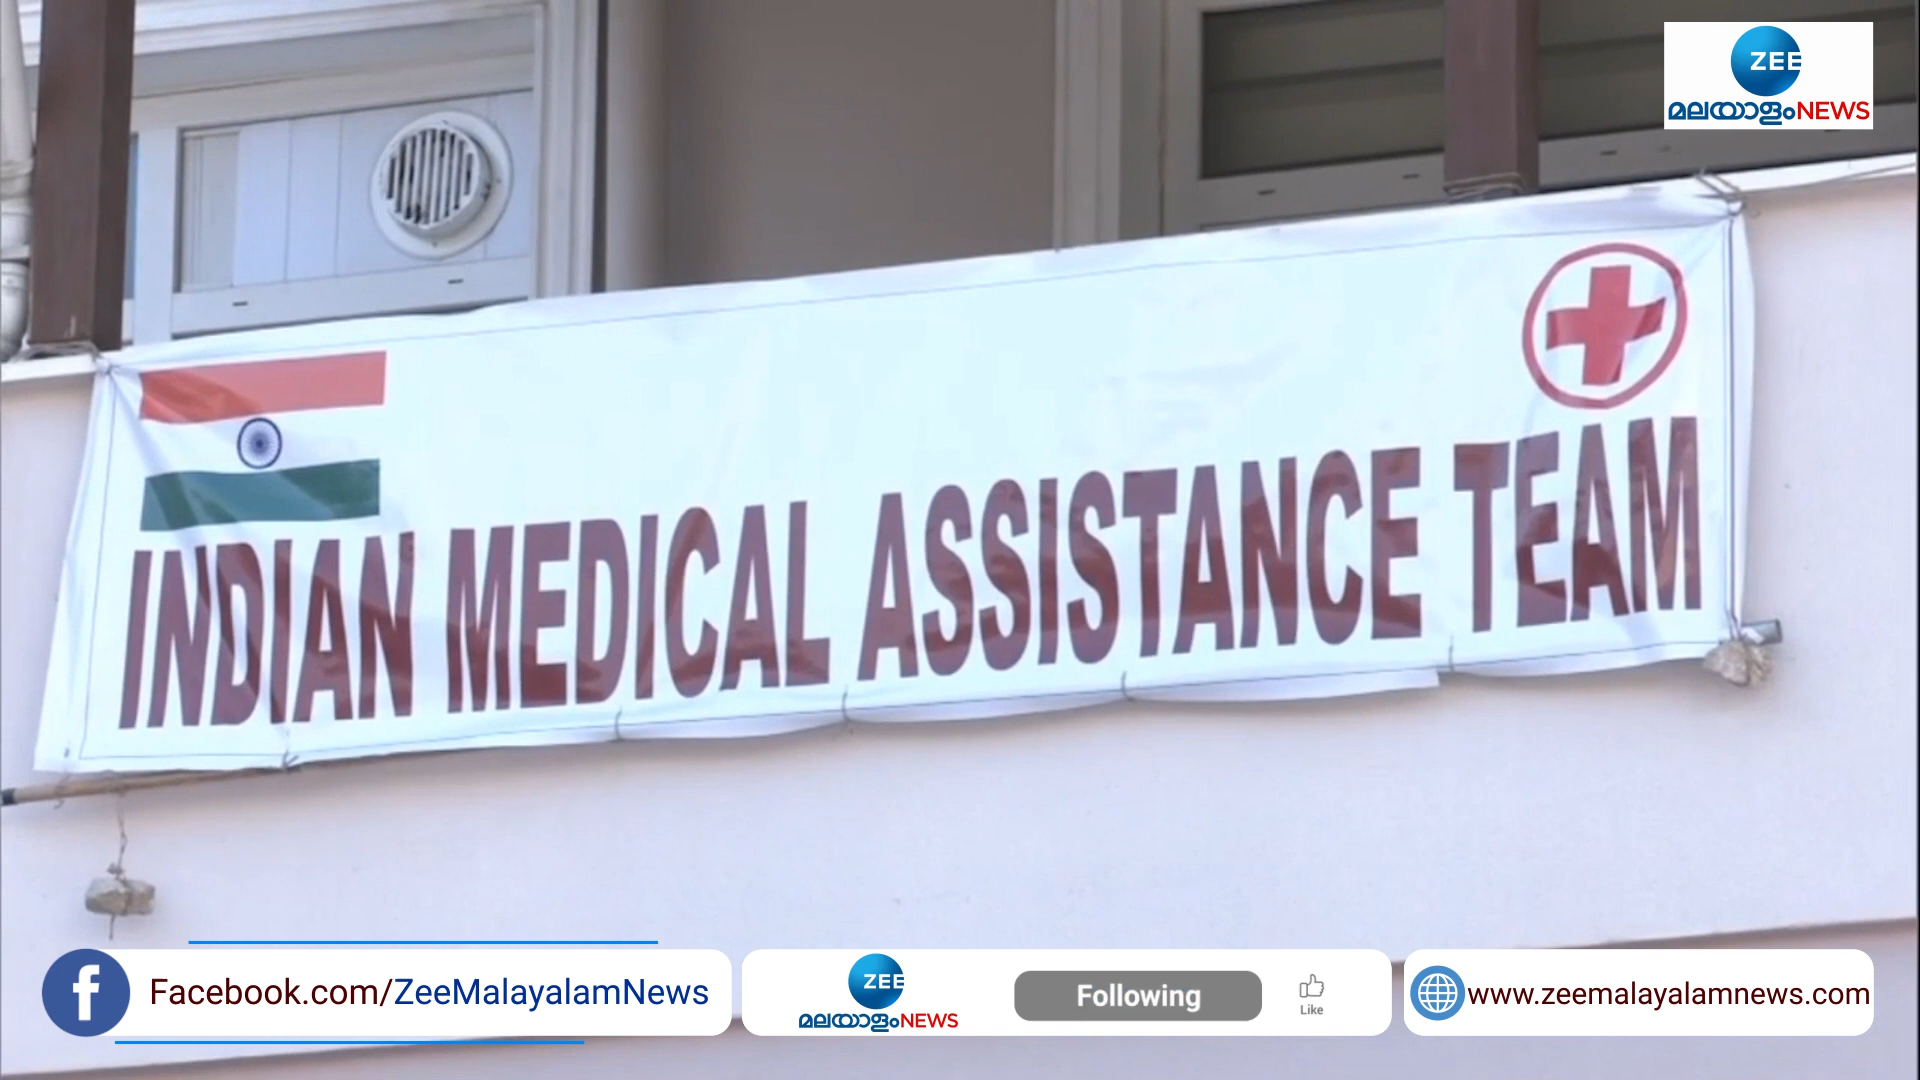 ZEE
മലയാളംNEWS
INDIAN MEDICAL ASSISTANCE TEAM
Facebook.com/ZeeMalayalamNews
ZEE
മലയാളംNEWS
Following
Like
www.zeemalayalamnews.com